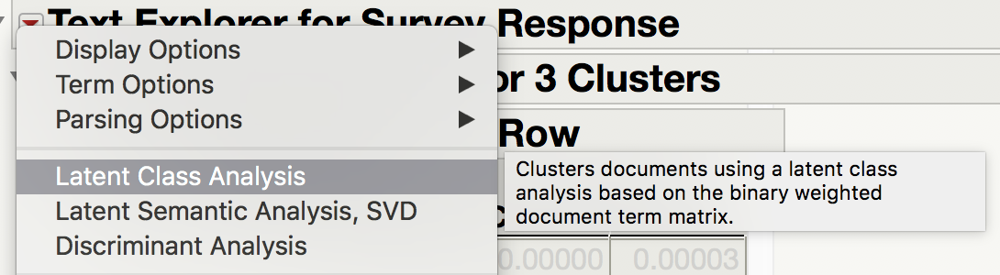 Text Explorer for Survey Response
Display Options
Term Options
or 3 Clusters
Parsing Options
Row
Latent Class Analysis
Clusters documents using a latent class
analysis based on the binary weighted
document term matrix.
Latent Semantic Analysis, SVD
Discriminant Analysis
0.00000 0.00003